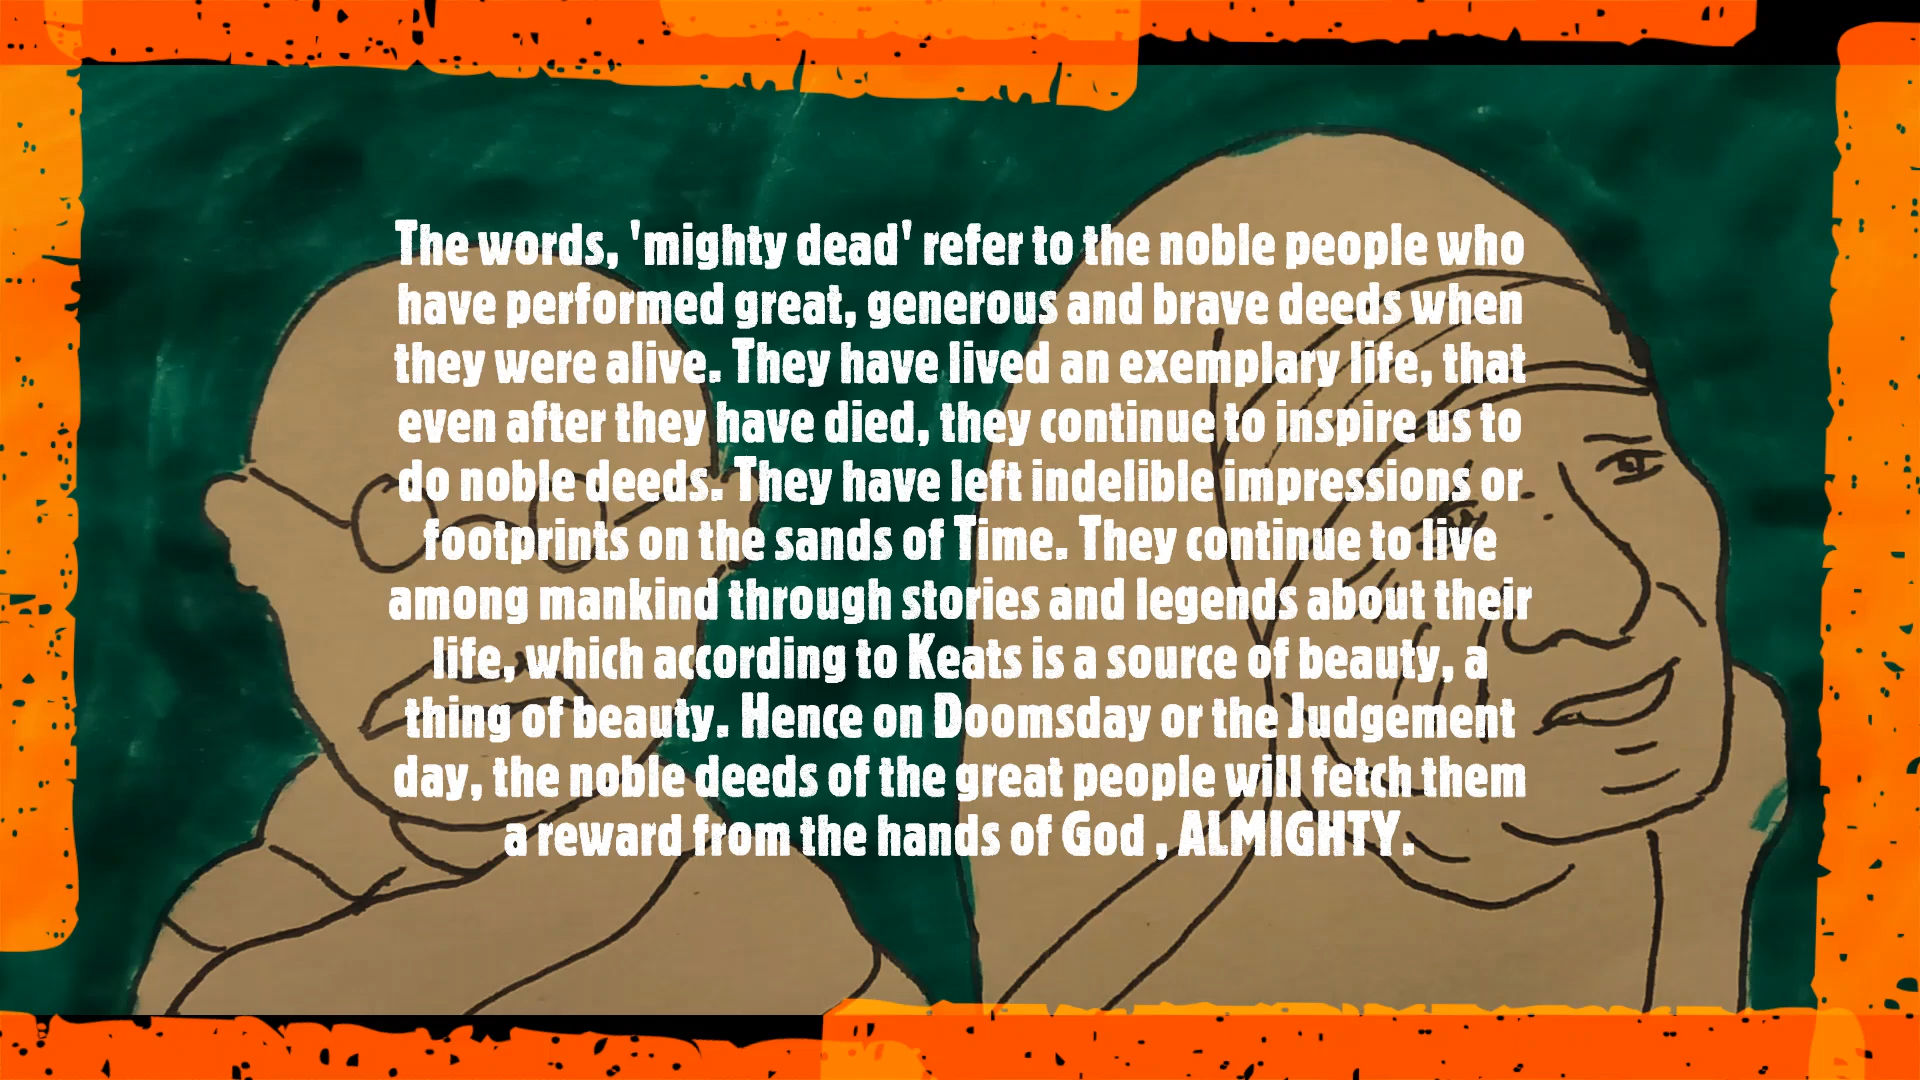 The words, 'mighty dead' refer to the noble people who
have performed great, generous and brave deeds when
they were alive. They have lived an exemplary life, that
even after they have died, they continue to inspire us to
do noble deeds. They have left indelible impressions or
footprints on the sands of Time. They continue to live
among mankind through stories and legends about their
life, which according to Keats is a source of beauty, a
thing of beauty. Hence on Doomsday or the Judgement
day, the noble deeds of the great people will fetch them
a reward from the hands of God , ALMIGHTY.